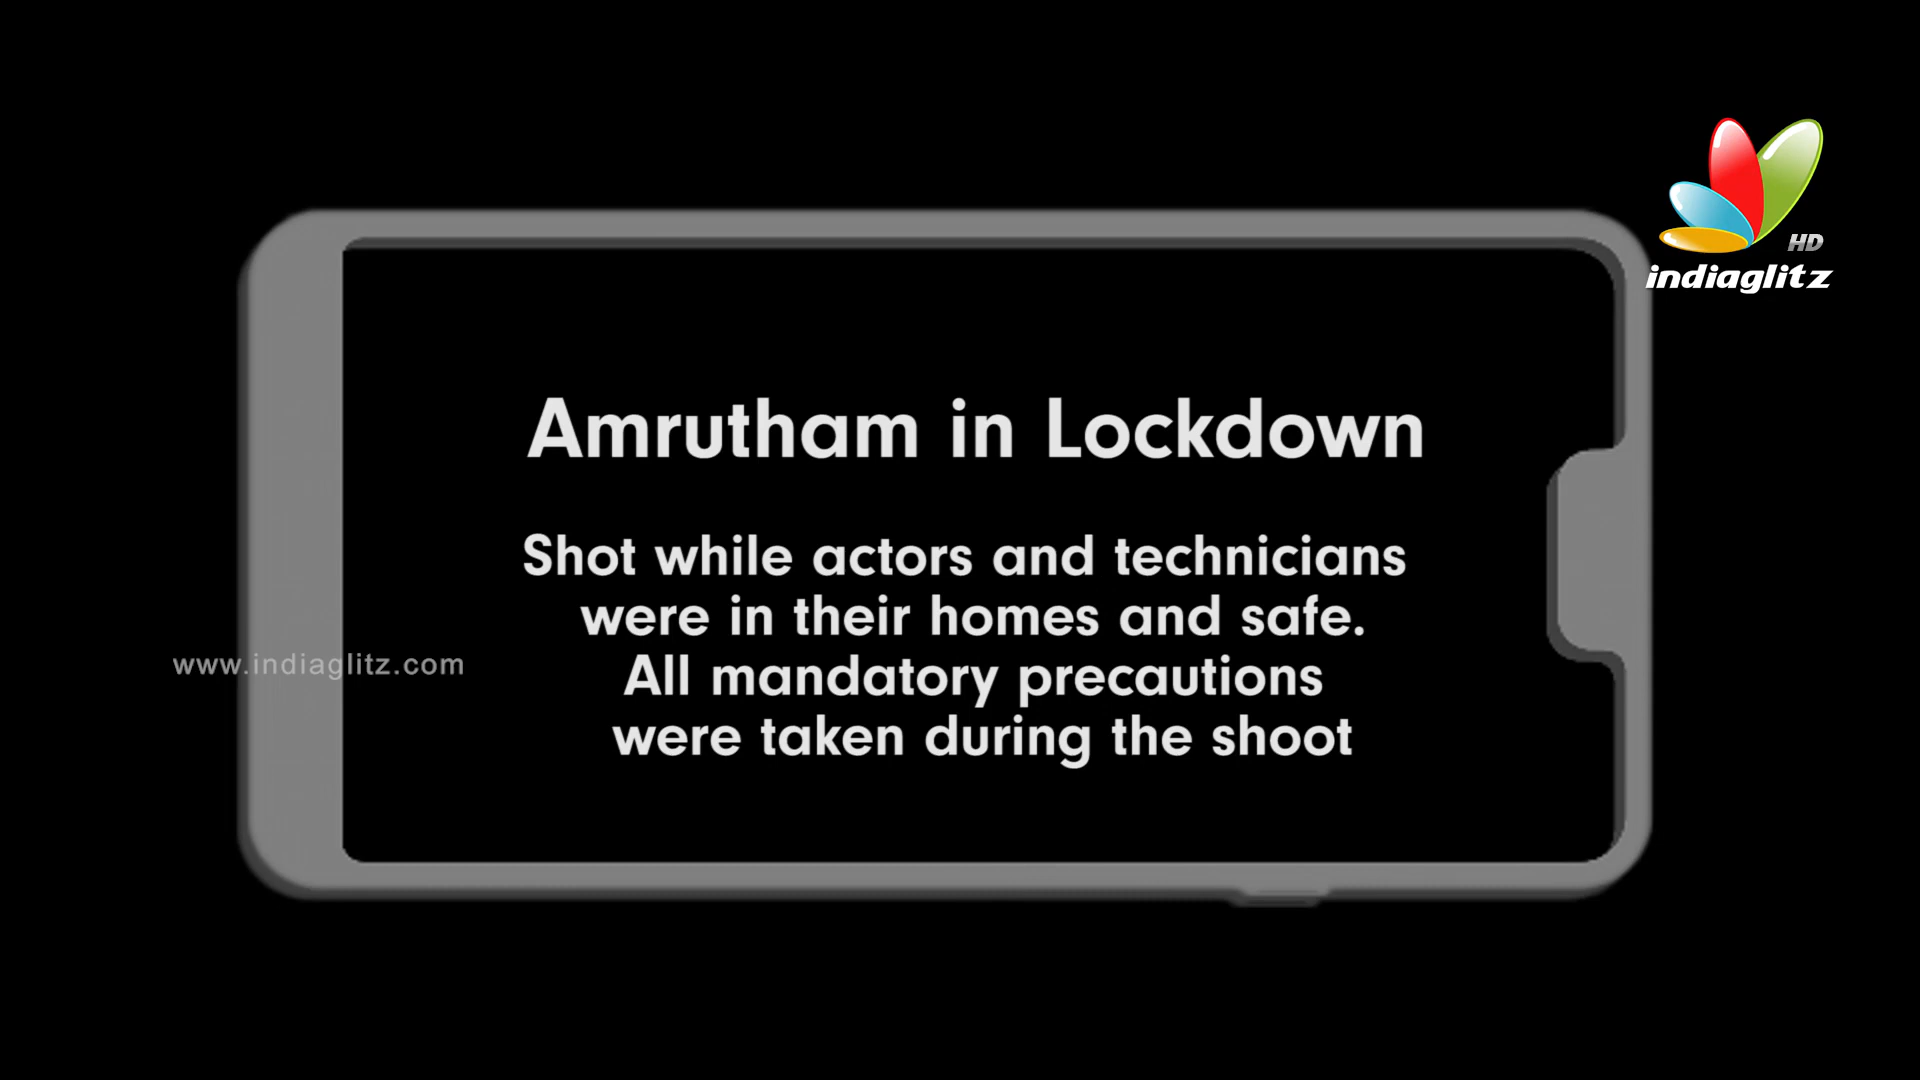 HD
indiaglitz
Amrutham in Lockdown
Shot while actors and technicians
were in their homes and safe.
www.indiaglitz.com
All mandatory precautions
were taken during the shoot